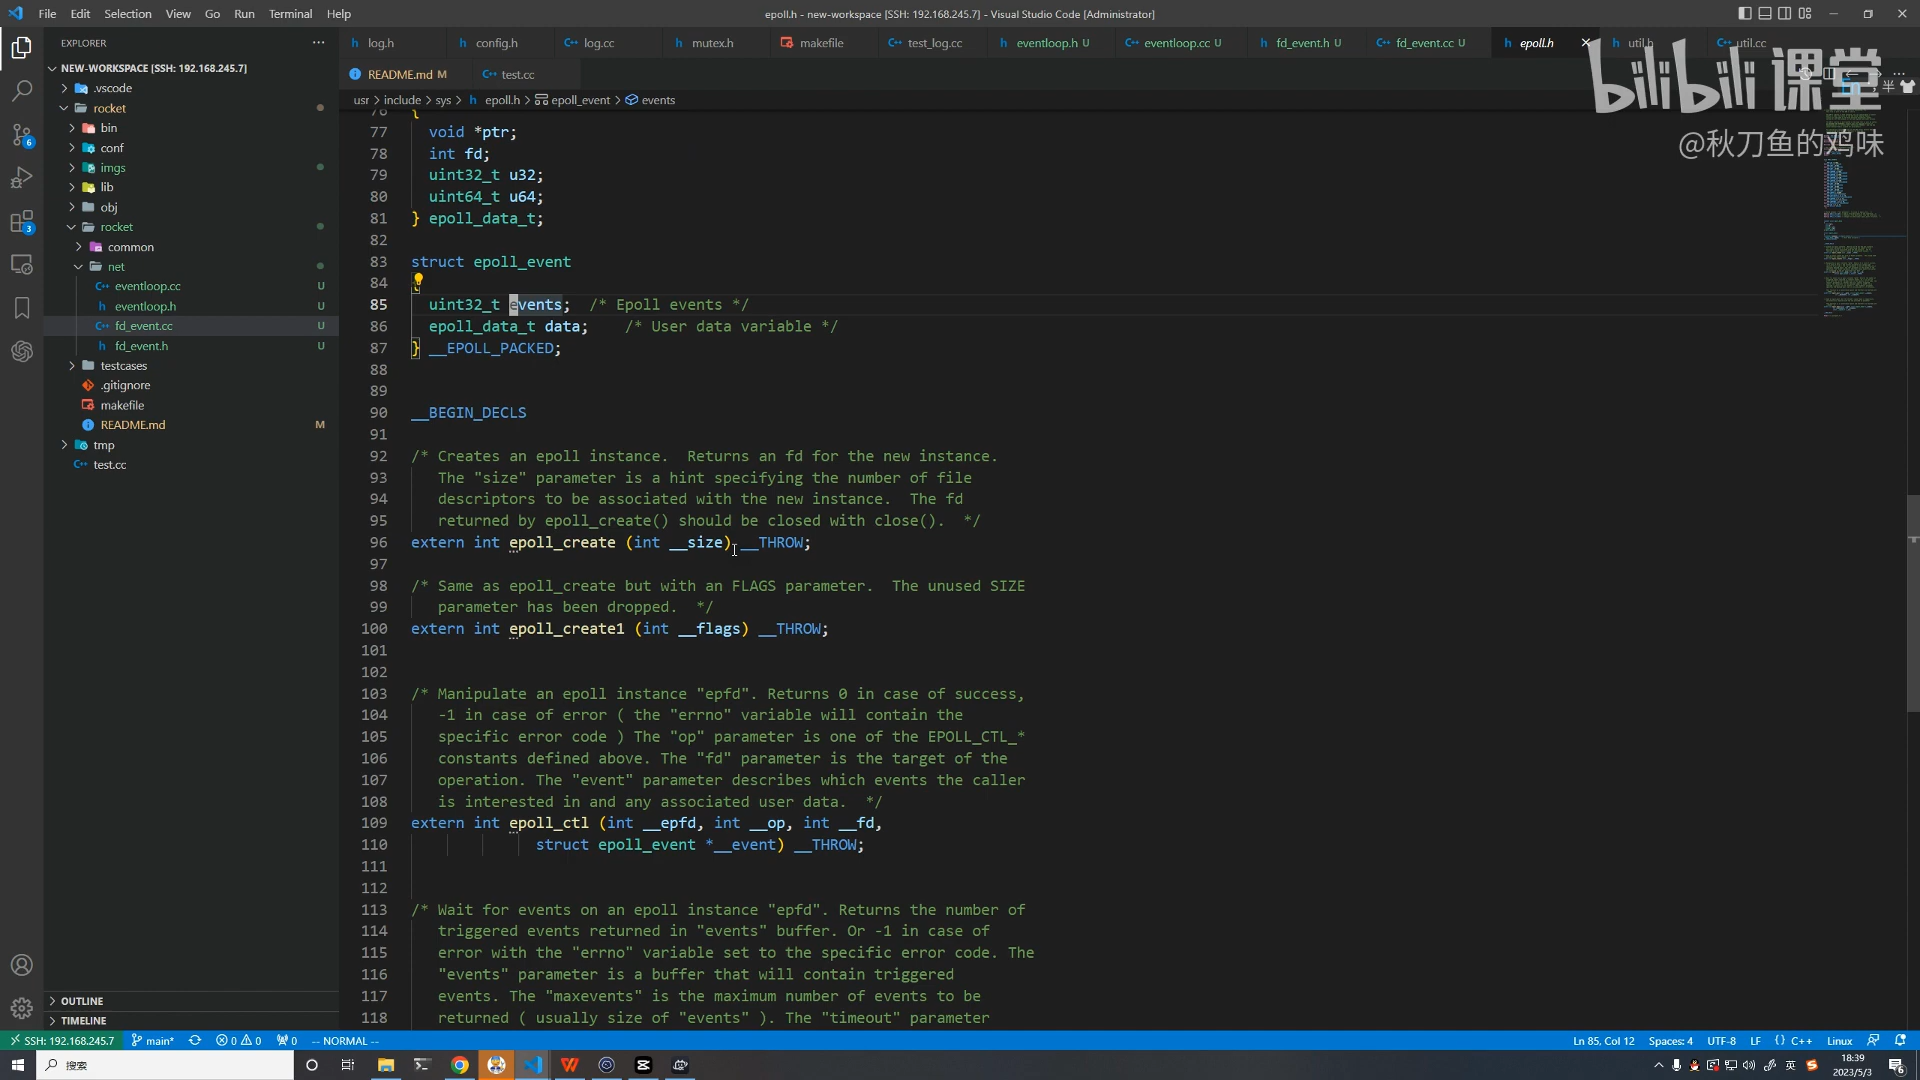 File Edit Selection View Go Run Terminal Help
epoll.h - new-workspace [SSH: 192.168.245.7] - Visual Studio Code [Administrator]
EXPLORER
log.h
config.h
log.cc
mutex.h
makefile
test_log.cc
eventloop.h U
eventloop.cc U
fd_event.h U
fd_event.cc U
epoll.h
util.h
util.cc
README.md M
test.cc
usr > include > sys > epoll.h > epoll_event > events
bilibili 课堂
@秋刀鱼的鸡味
半
NEW-WORKSPACE [SSH: 192.168.245.7]
.vscode
rocket
bin
conf
imgs
lib
obj
rocket
common
net
eventloop.cc U
eventloop.h U
fd_event.cc U
fd_event.h U
testcases
.gitignore
makefile
README.md M
tmp
test.cc
OUTLINE
TIMELINE
76 {
77 void *ptr;
78 int fd;
79 uint32_t u32;
80 uint64_t u64;
81 } epoll_data_t;
82
83 struct epoll_event
84
85 uint32_t events; /* Epoll events */
86 epoll_data_t data; /* User data variable */
87 } __EPOLL_PACKED;
88
89
90 __BEGIN_DECLS
91
92 /* Creates an epoll instance. Returns an fd for the new instance.
93 The "size" parameter is a hint specifying the number of file
94 descriptors to be associated with the new instance. The fd
95 returned by epoll_create() should be closed with close(). */
96 extern int epoll_create (int __size) __THROW;
97
98 /* Same as epoll_create but with an FLAGS parameter. The unused SIZE
99 parameter has been dropped. */
100 extern int epoll_create1 (int __flags) __THROW;
101
102
103 /* Manipulate an epoll instance "epfd". Returns 0 in case of success,
104 -1 in case of error ( the "errno" variable will contain the
105 specific error code ) The "op" parameter is one of the EPOLL_CTL_*
106 constants defined above. The "fd" parameter is the target of the
107 operation. The "event" parameter describes which events the caller
108 is interested in and any associated user data. */
109 extern int epoll_ctl (int __epfd, int __op, int __fd,
110 struct epoll_event *__event) __THROW;
111
112
113 /* Wait for events on an epoll instance "epfd". Returns the number of
114 triggered events returned in "events" buffer. Or -1 in case of
115 error with the "errno" variable set to the specific error code. The
116 "events" parameter is a buffer that will contain triggered
117 events. The "maxevents" is the maximum number of events to be
118 returned ( usually size of "events" ). The "timeout" parameter
SSH: 192.168.245.7 main* 0 0 0 -- NORMAL -- Ln 85, Col 12 Spaces: 4 UTF-8 LF {} C++ Linux
搜索
英
18:39
2023/5/3
6